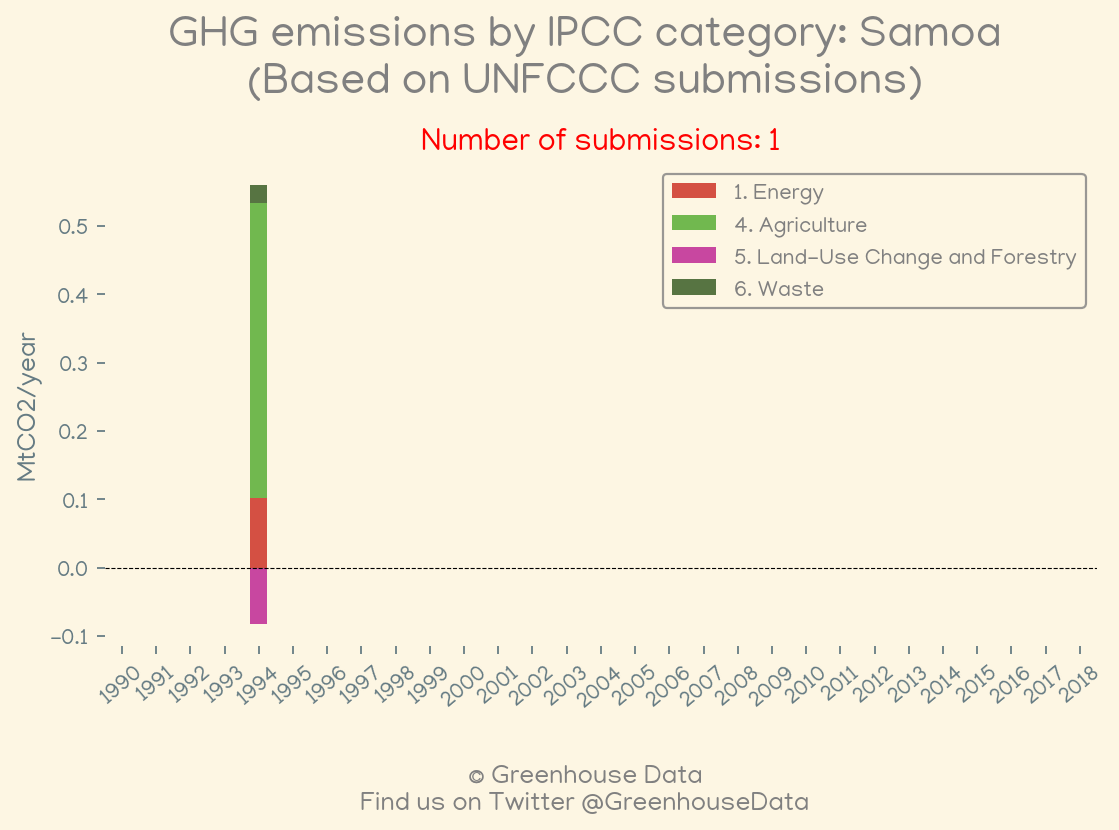 GHG emissions by IPCC category: Samoa
(Based on UNFCCC submissions)
Number of submissions: 1
1. Energy
4. Agriculture
5. Land-Use Change and Forestry
6. Waste
MtCO2/year
0.5
0.4
0.3
0.2
0.1
0.0
−0.1
1990 1991 1992 1993 1994 1995 1996 1997 1998 1999 2000 2001 2002 2003 2004 2005 2006 2007 2008 2009 2010 2011 2012 2013 2014 2015 2016 2017 2018
© Greenhouse Data
Find us on Twitter @GreenhouseData